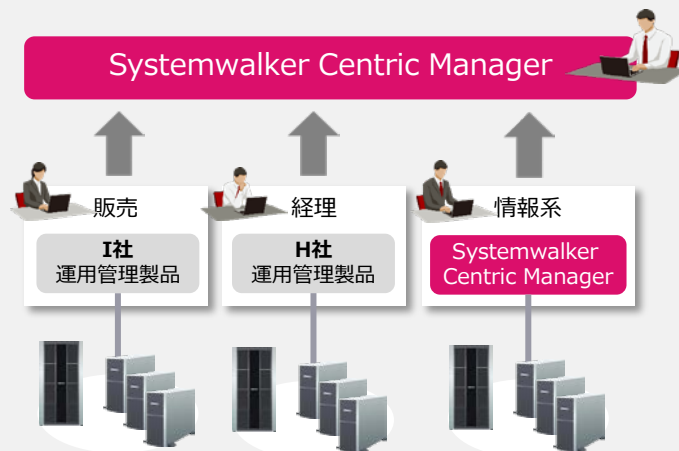 Systemwalker Centric Manager
販売
I社
運用管理製品
経理
H社
運用管理製品
情報系
Systemwalker
Centric Manager